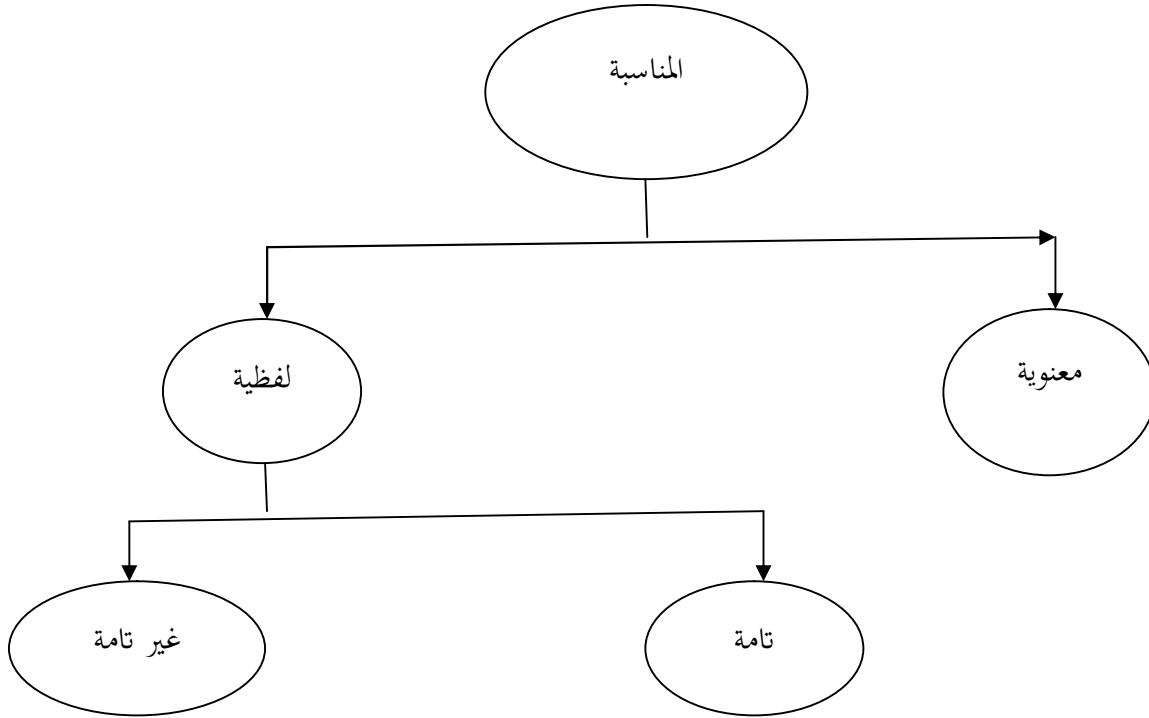 المناسبة
معنوية
لفظية
تامة
غير تامة